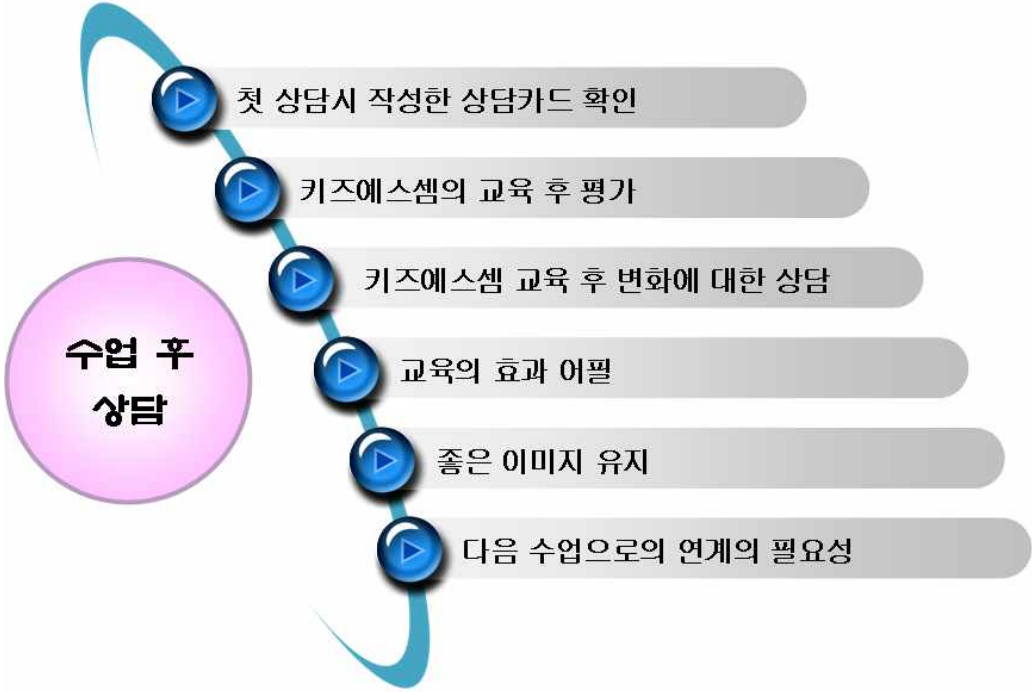 첫 상담시 작성한 상담카드 확인
키즈에스셈의 교육 후 평가
키즈에스셈 교육 후 변화에 대한 상담
수업 후
상담
교육의 효과 어필
좋은 이미지 유지
다음 수업으로의 연계의 필요성